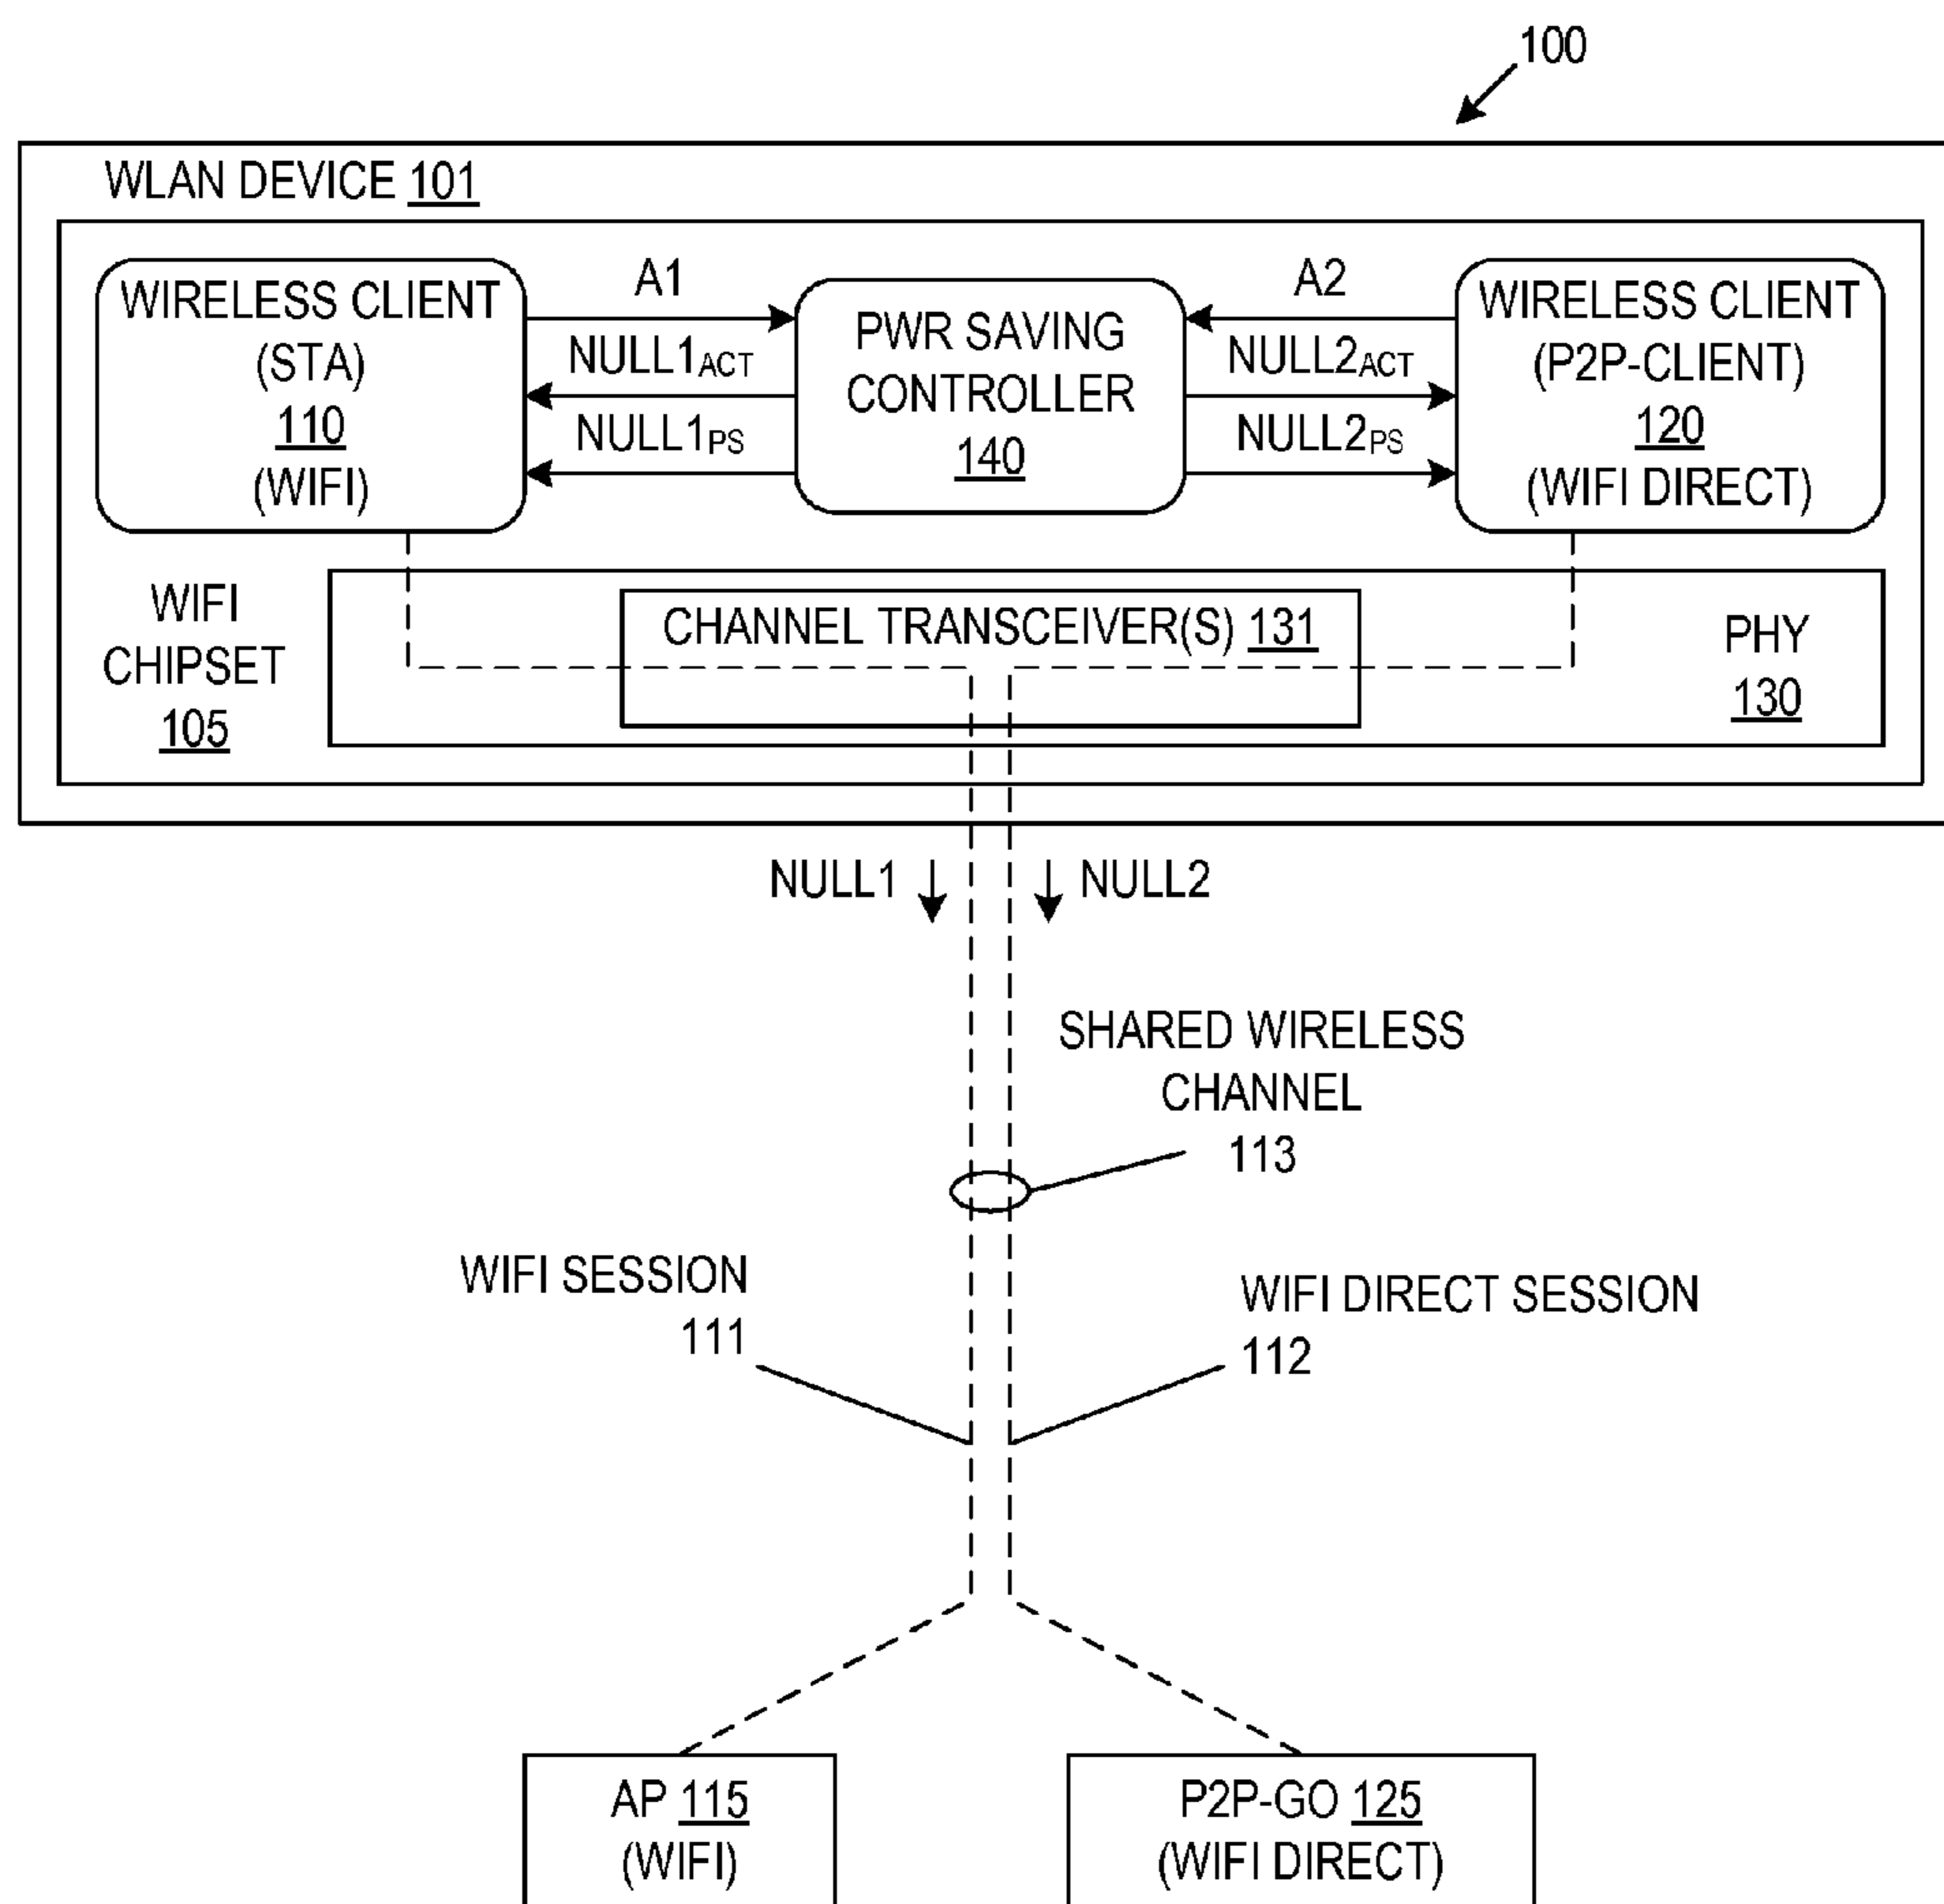 100
WLAN DEVICE 101
WIRELESS CLIENT
(STA)
110
(WIFI)
A1
NULL1ACT
NULL1PS
PWR SAVING
CONTROLLER
140
A2
NULL2ACT
NULL2PS
WIRELESS CLIENT
(P2P-CLIENT)
120
(WIFI DIRECT)
WIFI
CHIPSET
105
CHANNEL TRANSCEIVER(S) 131
PHY
130
NULL1
NULL2
SHARED WIRELESS
CHANNEL
113
WIFI SESSION
111
WIFI DIRECT SESSION
112
AP 115
(WIFI)
P2P-GO 125
(WIFI DIRECT)